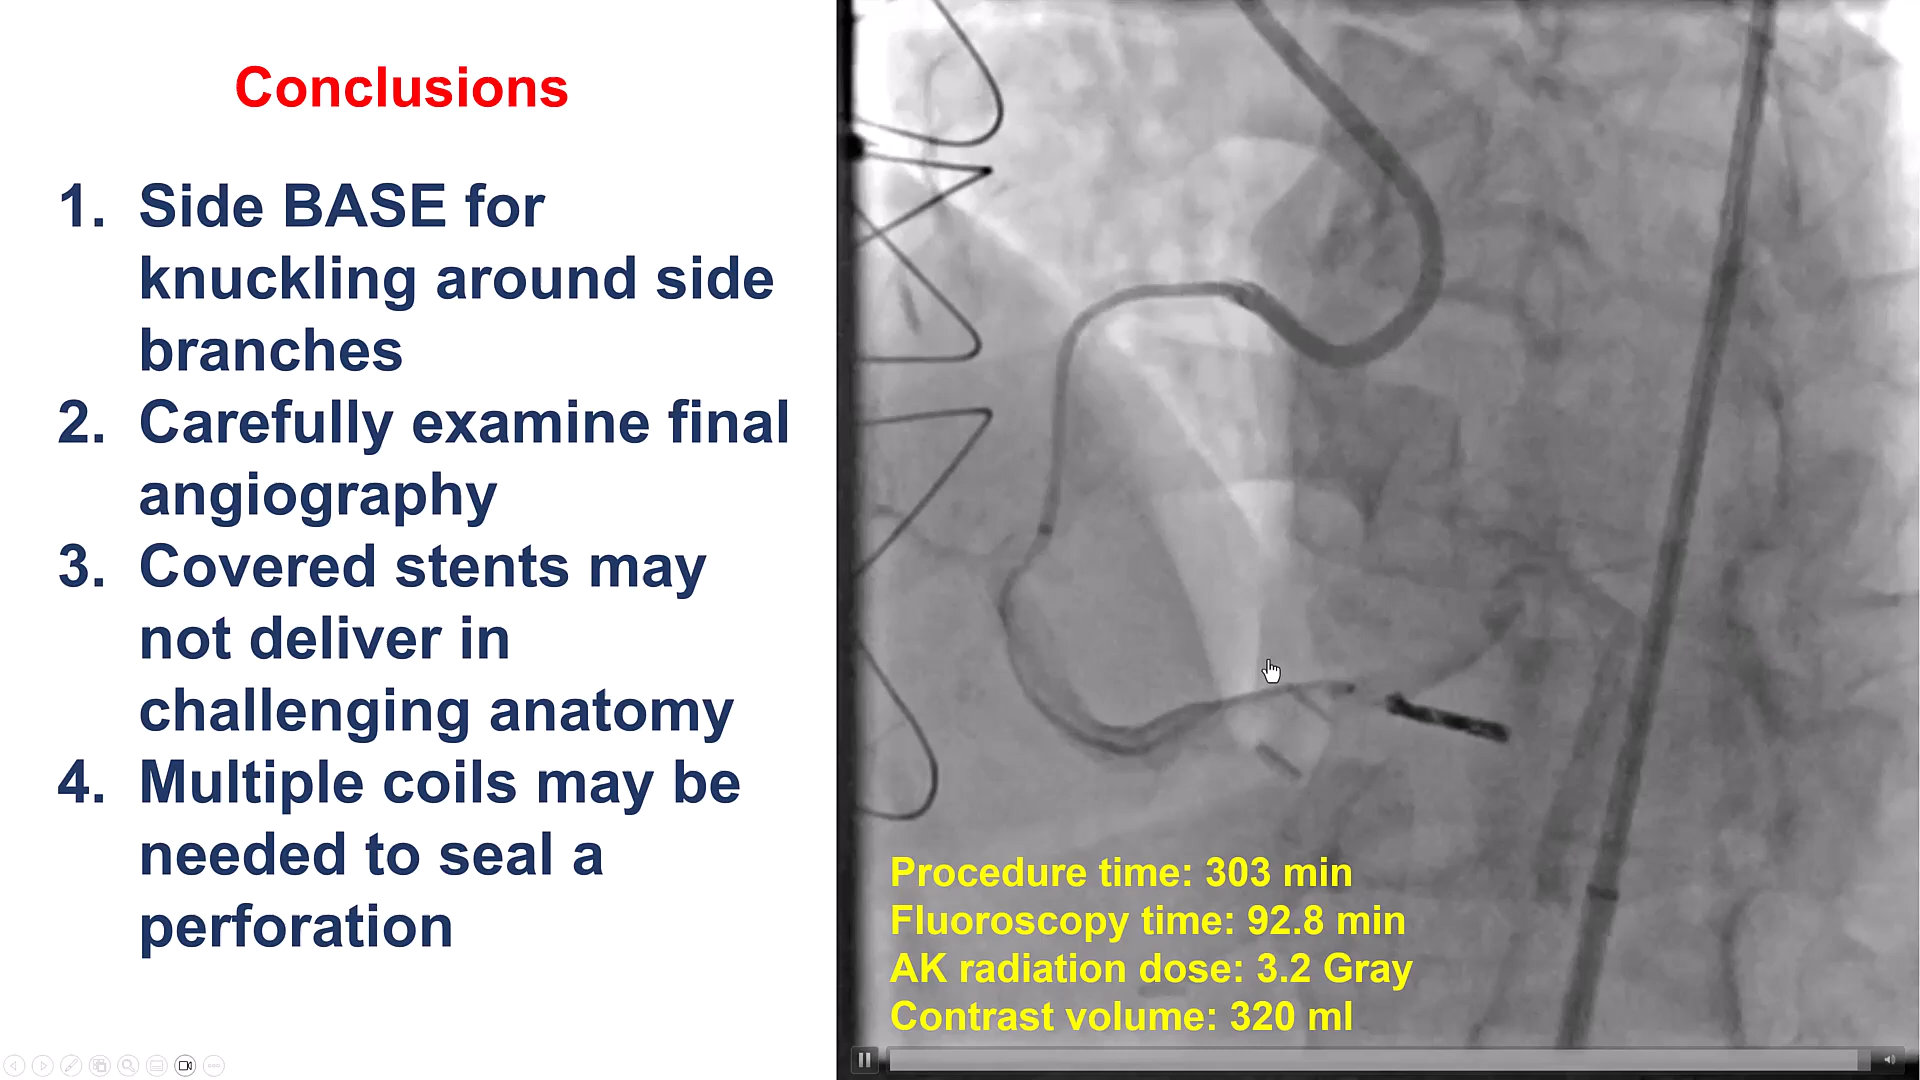 Conclusions
1. Side BASE for
knuckling around side
branches
2. Carefully examine final
angiography
3. Covered stents may
not deliver in
challenging anatomy
4. Multiple coils may be
needed to seal a
perforation
Procedure time: 303 min
Fluoroscopy time: 92.8 min
AK radiation dose: 3.2 Gray
Contrast volume: 320 ml